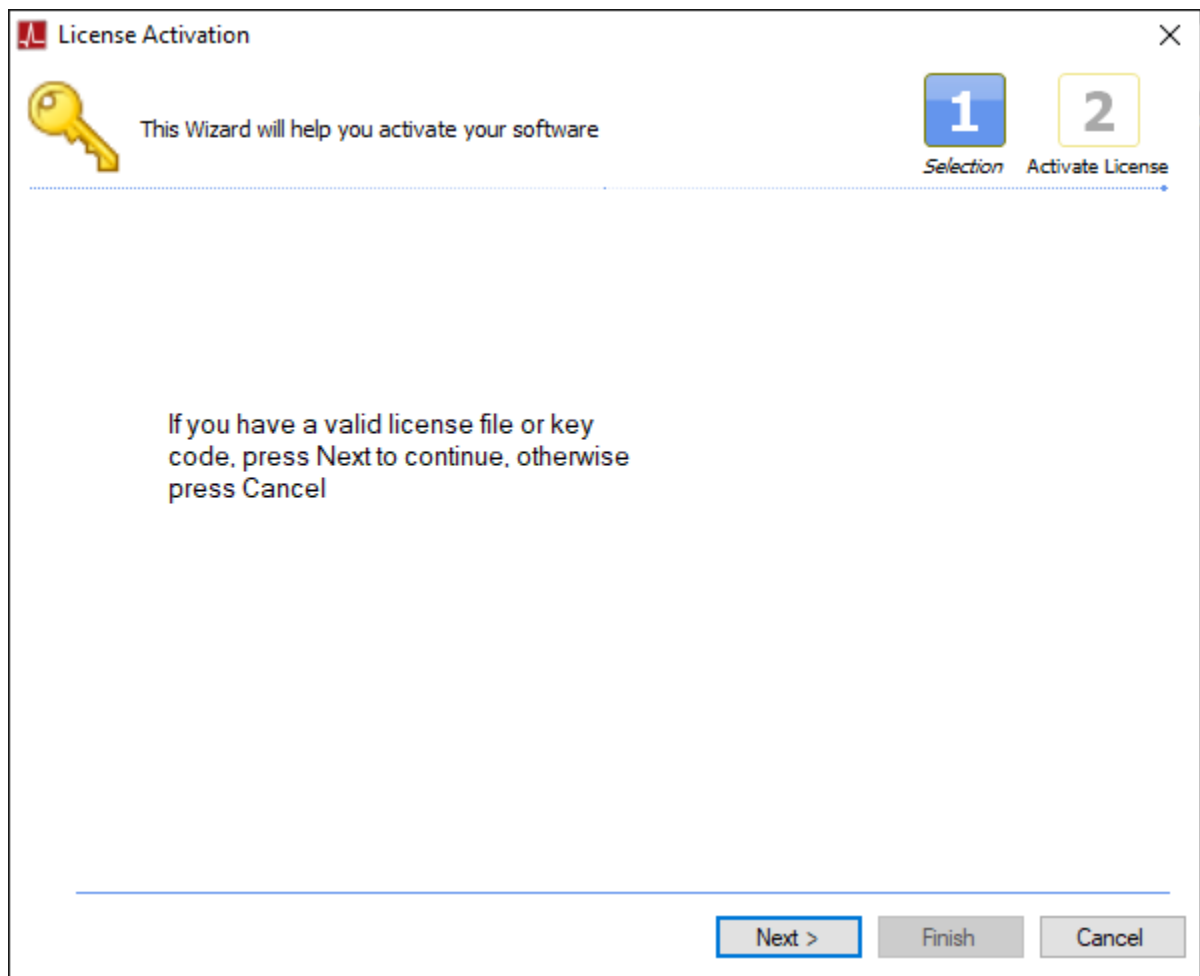 License Activation
This Wizard will help you activate your software
1
2
Selection
Activate License
If you have a valid license file or key
code, press Next to continue, otherwise
press Cancel
Next >
Finish
Cancel